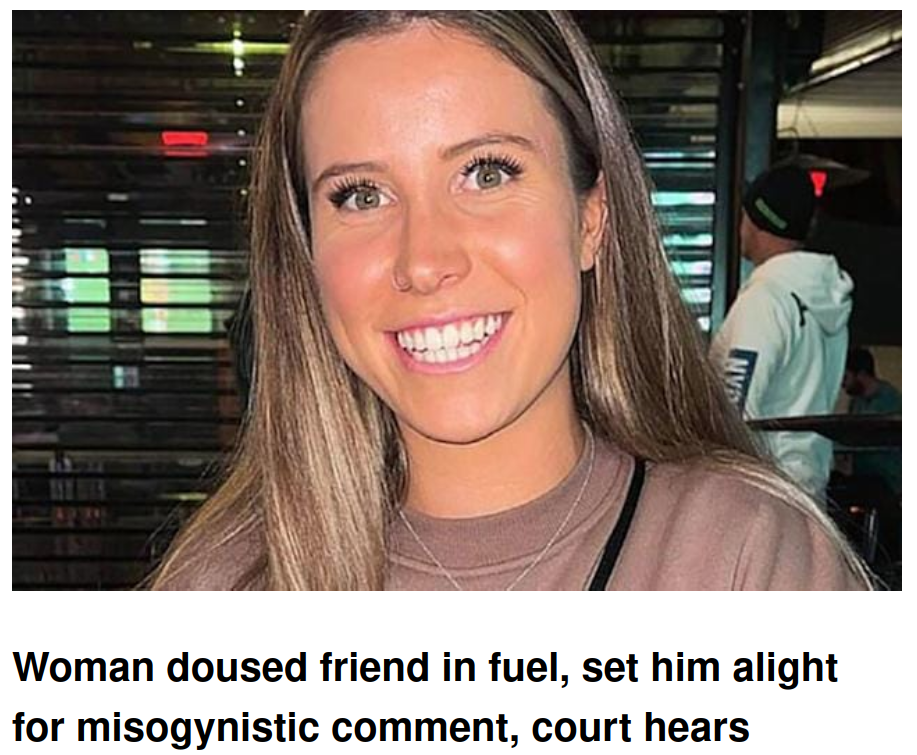 Woman doused friend in fuel, set him alight
for misogynistic comment, court hears